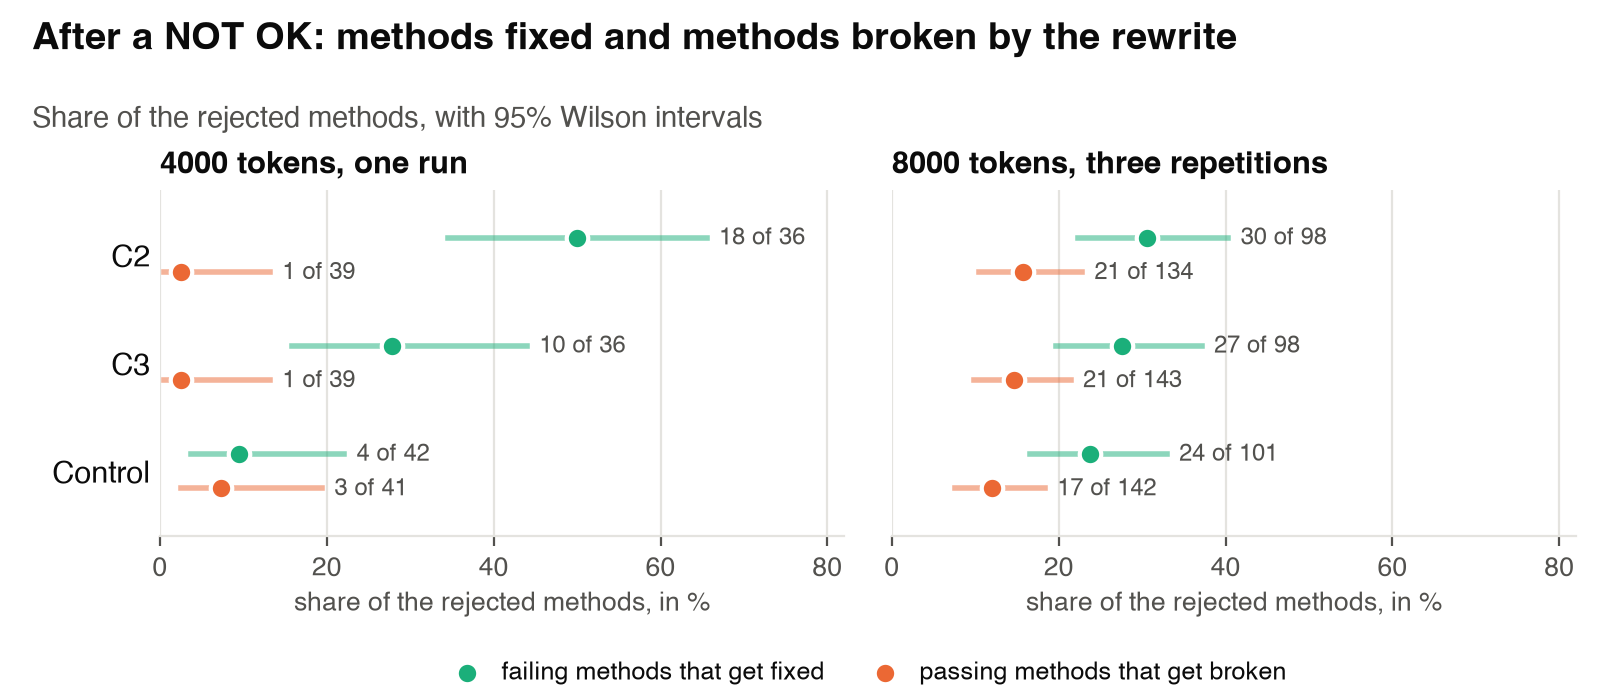 After a NOT OK: methods fixed and methods broken by the rewrite
Share of the rejected methods, with 95% Wilson intervals
4000 tokens, one run
8000 tokens, three repetitions
C2
18 of 36
1 of 39
30 of 98
21 of 134
C3
10 of 36
1 of 39
27 of 98
21 of 143
Control
4 of 42
3 of 41
24 of 101
17 of 142
0 20 40 60 80
0 20 40 60 80
share of the rejected methods, in %
share of the rejected methods, in %
failing methods that get fixed
passing methods that get broken